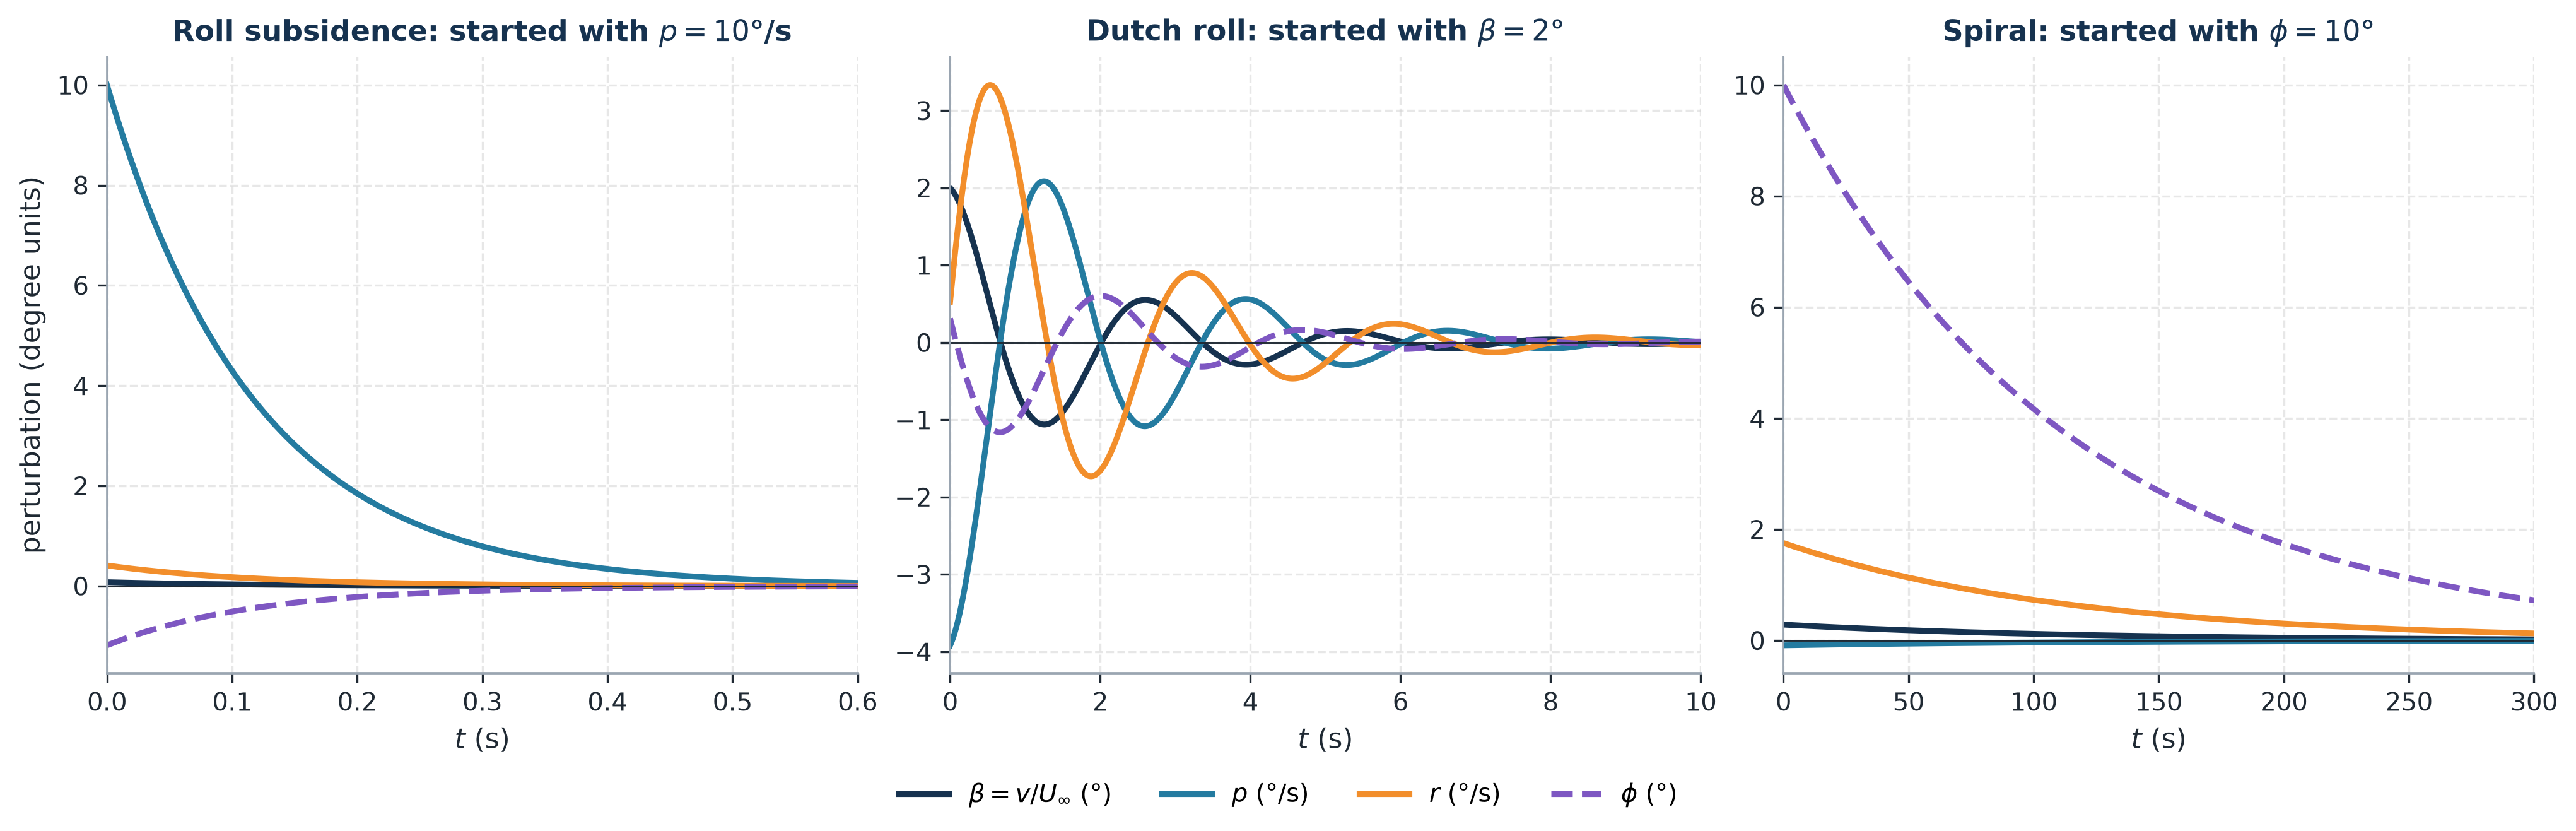 Roll subsidence: started with p = 10°/s
Dutch roll: started with β = 2°
Spiral: started with ϕ = 10°
perturbation (degree units)
10
8
6
4
2
0
0.0 0.1 0.2 0.3 0.4 0.5 0.6
t (s)
3
2
1
0
−1
−2
−3
−4
0 2 4 6 8 10
t (s)
10
8
6
4
2
0
0 50 100 150 200 250 300
t (s)
β = v/U∞ (°) p (°/s) r (°/s) ϕ (°)